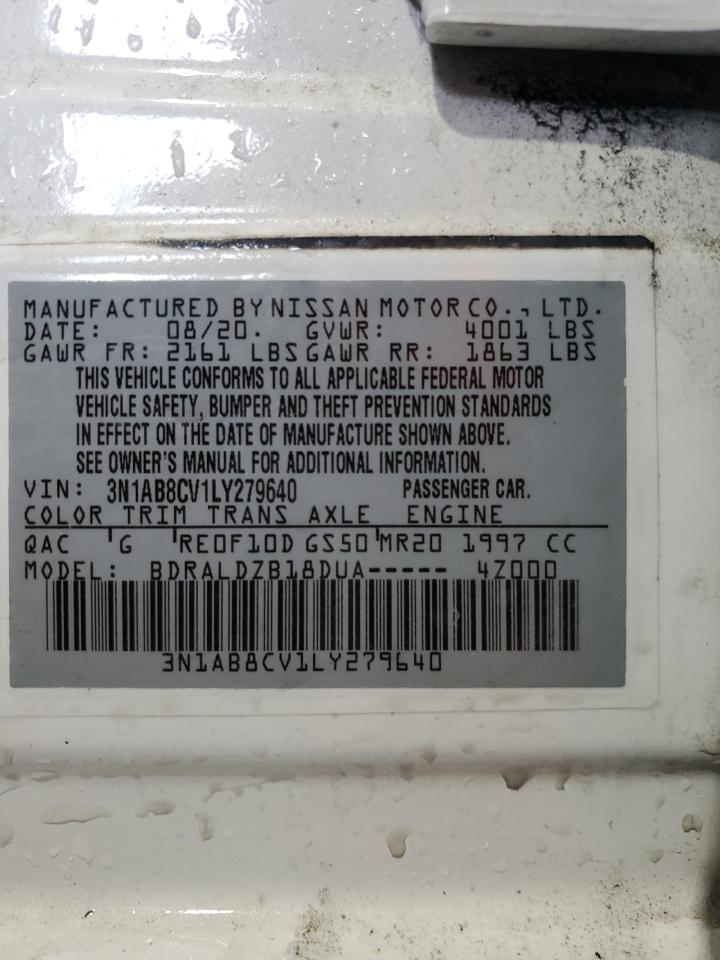 MANUFACTURED BY NISSAN MOTOR CO., LTD.
DATE: 08/20. GVWR: 4001 LBS
GAWR FR: 2161 LBS GAWR RR: 1863 LBS
THIS VEHICLE CONFORMS TO ALL APPLICABLE FEDERAL MOTOR
VEHICLE SAFETY, BUMPER AND THEFT PREVENTION STANDARDS
IN EFFECT ON THE DATE OF MANUFACTURE SHOWN ABOVE.
SEE OWNER'S MANUAL FOR ADDITIONAL INFORMATION.
VIN: 3N1AB8CV1LY279640 PASSENGER CAR.
COLOR TRIM TRANS AXLE ENGINE
QAC 'G 'RE0F10D GS50'MR20 1997 CC
MODEL: BDRALDZB18DUA----- 4Z000
3N1AB8CV1LY279640